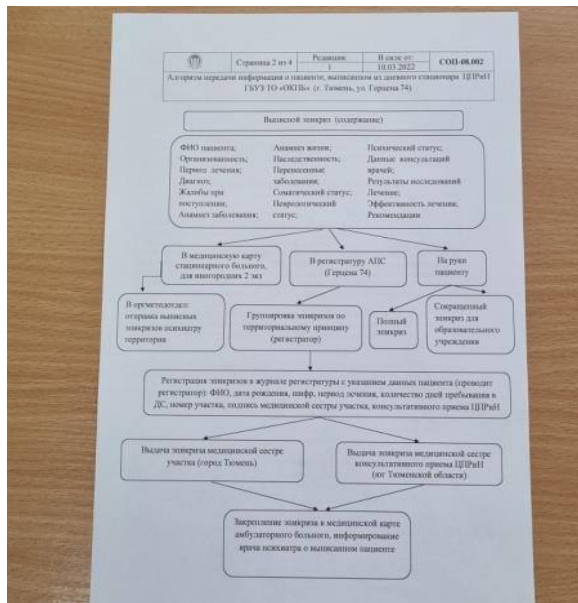 Страница 2 из 4
Редакция
1
В силе от:
10.03.2022
СОП-08.002
Алгоритм передачи информации о пациенте, выписанном из дневного стационара ЦПРиН
ГБУЗ ТО «ОКПБ» (г. Тюмень, ул. Герцена 74)
Выписной эпикриз (содержание)
ФИО пациента;
Организованность;
Период лечения;
Диагноз;
Жалобы при
поступлении,
Анамнез заболевания;
Анамнез жизни;
Наследственность;
Перенесенные
заболевания;
Соматический статус;
Неврологический
статус;
Психический статус;
Данные консультаций
врачей;
Результаты исследований
Лечение;
Эффективность лечения;
Рекомендации
В медицинскую карту
стационарного больного,
для иногородних 2 экз
В регистратуру АПС
(Герцена 74)
На руки
пациенту
В оргметодотдел:
отправка выписных
эпикризов психиатру
территории
Группировка эпикризов по
территориальному принципу
(регистратор)
Полный
эпикриз
Сокращенный
эпикриз для
образовательного
учреждения
Регистрация эпикризов в журнале регистратуры с указанием данных пациента (проводит
регистратор): ФИО, дата рождения, шифр, период лечения, количество дней пребывания в
ДС, номер участка, подпись медицинской сестры участка, консультативного приема ЦПРиН
Выдача эпикриза медицинской сестре
участка (город Тюмень)
Выдача эпикриза медицинской сестре
консультативного приема ЦПРиН
(юг Тюменской области)
Закрепление эпикриза в медицинской карте
амбулаторного больного, информирование
врача психиатра о выписанном пациенте